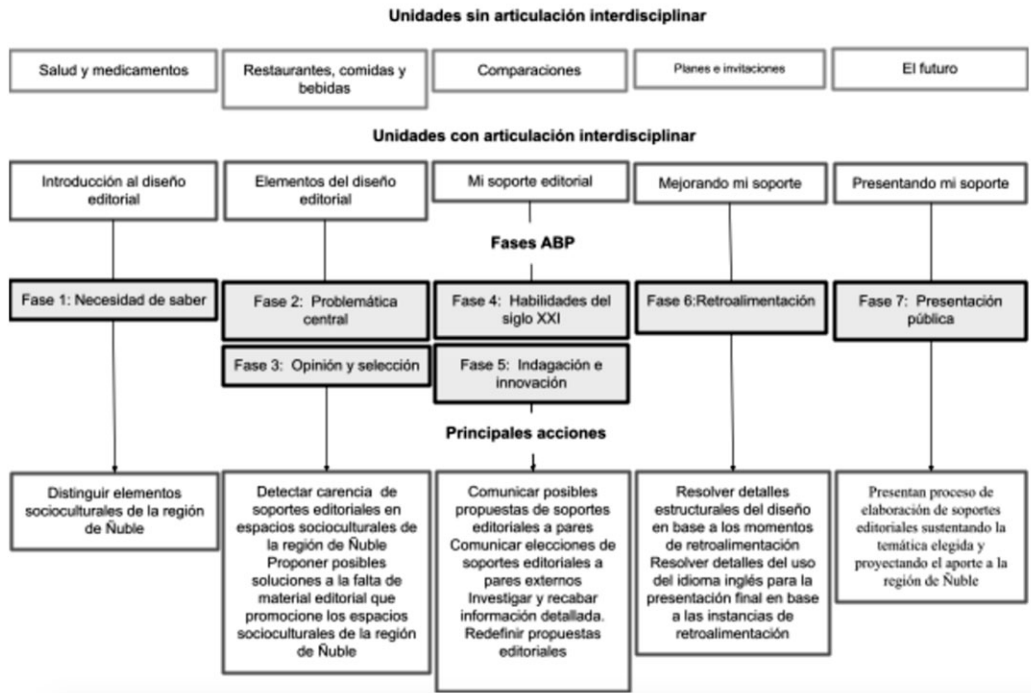 Unidades sin articulación interdisciplinar
Salud y medicamentos
Restaurantes, comidas y
bebidas
Comparaciones
Planes e invitaciones
El futuro
Unidades con articulación interdisciplinar
Introducción al diseño
editorial
Elementos del diseño
editorial
Mi soporte editorial
Mejorando mi soporte
Presentando mi soporte
Fases ABP
Fase 1: Necesidad de saber
Fase 2: Problemática
central
Fase 3: Opinión y selección
Fase 4: Habilidades del
siglo XXI
Fase 5: Indagación e
innovación
Fase 6:Retroalimentación
Fase 7: Presentación
pública
Principales acciones
Distinguir elementos
socioculturales de la región
de Ñuble
Detectar carencia de
soportes editoriales en
espacios socioculturales de
la región de Ñuble
Proponer posibles
soluciones a la falta de
material editorial que
promocione los espacios
socioculturales de la región
de Ñuble
Comunicar posibles
propuestas de soportes
editoriales a pares
Comunicar elecciones de
soportes editoriales a
pares externos
Investigar y recabar
información detallada.
Redefinir propuestas
editoriales
Resolver detalles
estructurales del diseño
en base a los momentos
de retroalimentación
Resolver detalles del uso
del idioma inglés para la
presentación final en base
a las instancias de
retroalimentación
Presentan proceso de
elaboración de soportes
editoriales sustentando la
temática elegida y
proyectando el aporte a la
región de Ñuble